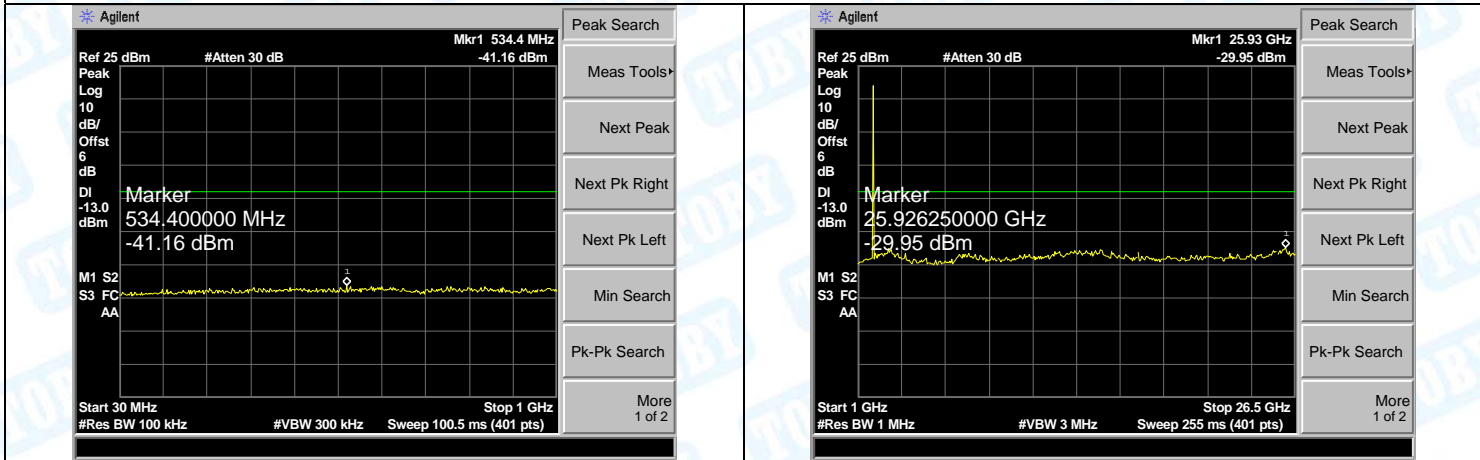 Agilent
Peak Search
Mkr1 534.4 MHz
Ref 25 dBm #Atten 30 dB -41.16 dBm
Peak
Log
10
dB/
Offst
6
dB
DI
-13.0
dBm
Marker
534.400000 MHz
-41.16 dBm
1
M1 S2
S3 FC
AA
Start 30 MHz Stop 1 GHz
#Res BW 100 kHz #VBW 300 kHz Sweep 100.5 ms (401 pts)
Meas Tools
Next Peak
Next Pk Right
Next Pk Left
Min Search
Pk-Pk Search
More
1 of 2
Agilent
Peak Search
Mkr1 25.93 GHz
Ref 25 dBm #Atten 30 dB -29.95 dBm
Peak
Log
10
dB/
Offst
6
dB
DI
-13.0
dBm
Marker
25.926250000 GHz
-29.95 dBm
1
M1 S2
S3 FC
AA
Start 1 GHz Stop 26.5 GHz
#Res BW 1 MHz #VBW 3 MHz Sweep 255 ms (401 pts)
Meas Tools
Next Peak
Next Pk Right
Next Pk Left
Min Search
Pk-Pk Search
More
1 of 2
TOBY